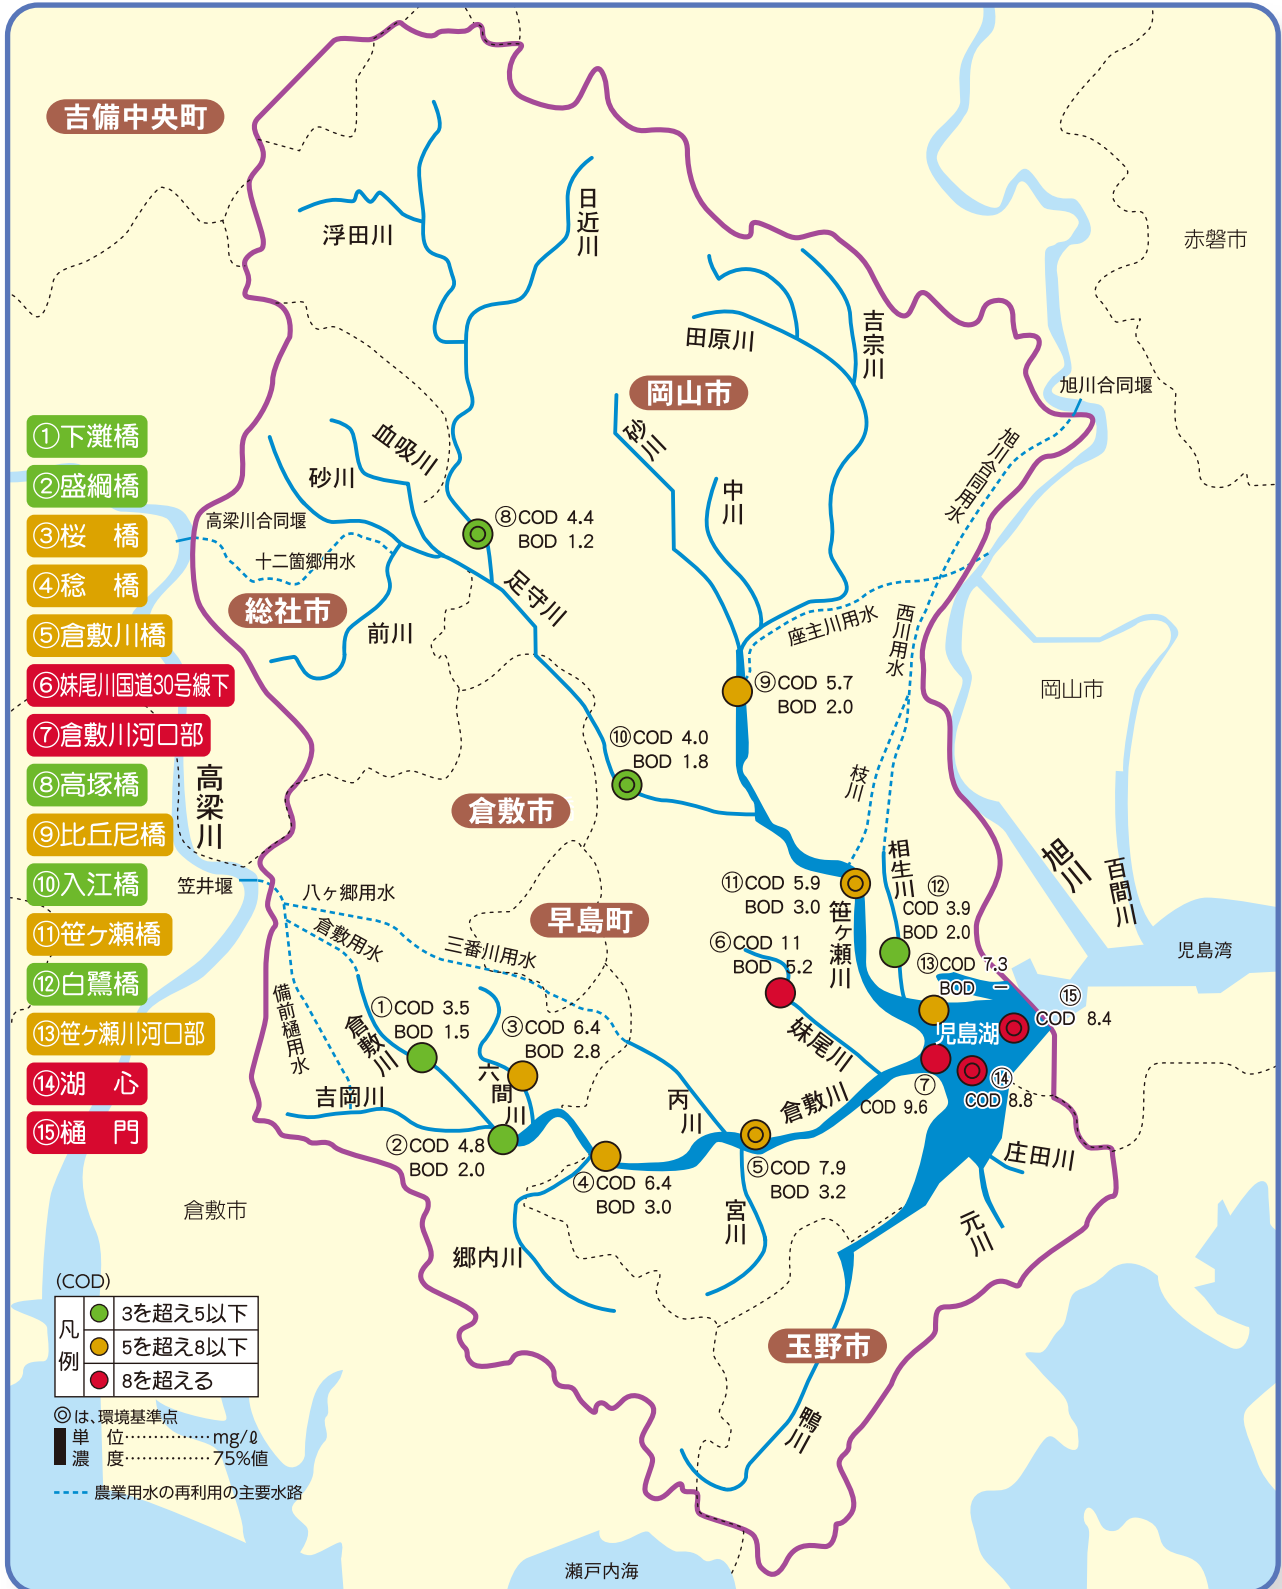 吉備中央町
日近川
浮田川
赤磐市
田原川
吉宗川
岡山市
旭川合同堰
砂川
血吸川
旭川合同用水
砂川
中川
①下灘橋
②盛綱橋
③桜　橋
④稔　橋
⑤倉敷川橋
⑥妹尾川国道30号線下
⑦倉敷川河口部
⑧高塚橋
⑨比丘尼橋
⑩入江橋
⑪笹ヶ瀬橋
⑫白鷺橋
⑬笹ヶ瀬川河口部
⑭湖　心
⑮樋　門
高梁川合同堰
十二箇郷用水
⑧COD 4.4
BOD 1.2
総社市
足守川
前川
座主川用水
西川用水
岡山市
⑨COD 5.7
BOD 2.0
⑩COD 4.0
BOD 1.8
高梁川
枝川
倉敷市
旭川
百間川
相生川
笠井堰
八ヶ郷用水
⑪COD 5.9
BOD 3.0
笹ヶ瀬川
⑫
COD 3.9
BOD 2.0
早島町
倉敷用水
三番川用水
⑥COD 11
BOD 5.2
児島湾
⑬COD 7.3
BOD －
備前樋用水
倉敷川
①COD 3.5
BOD 1.5
③COD 6.4
BOD 2.8
妹尾川
児島湖
⑮
COD 8.4
吉岡川
六間川
丙川
倉敷川
⑦
COD 9.6
⑭
COD 8.8
②COD 4.8
BOD 2.0
④COD 6.4
BOD 3.0
⑤COD 7.9
BOD 3.2
庄田川
倉敷市
宮川
元川
郷内川
(COD)
凡例
3を超え5以下
5を超え8以下
8を超える
玉野市
◎は、環境基準点
単　位……………mg/ℓ
濃　度……………75%値
農業用水の再利用の主要水路
鴨川
瀬戸内海